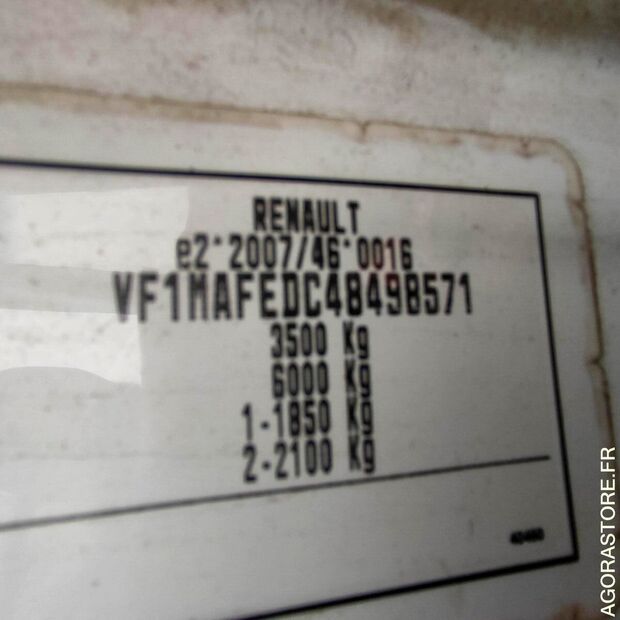 RENAULT
e2*2007/46*0016
VF1MAFEDC48498571
3500 Kg
6000 Kg
1-1850 Kg
2-2100 Kg
AGORASTORE.FR